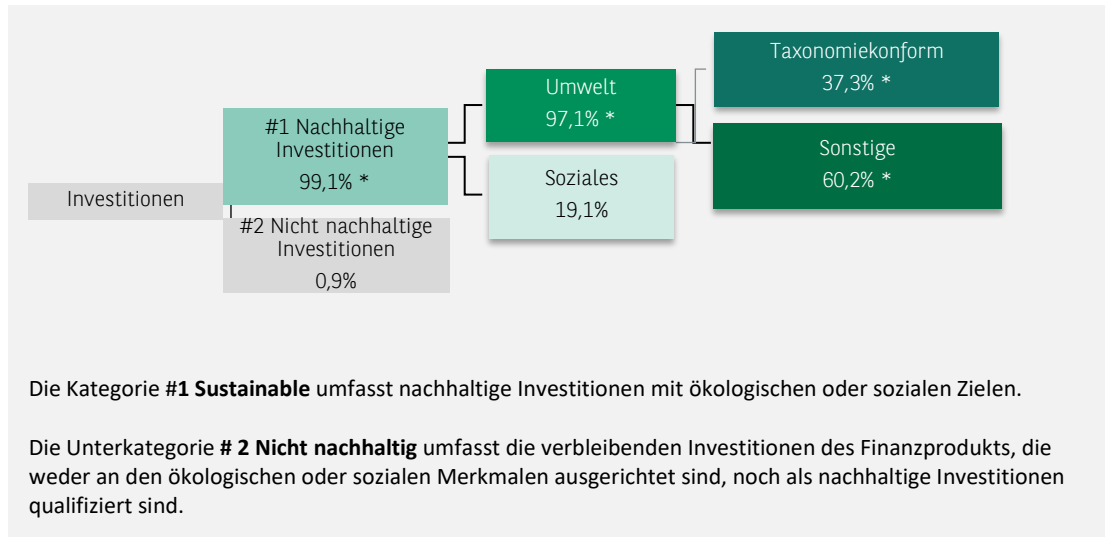 Taxonomiekonform
37,3% *
Umwelt
97,1% *
#1 Nachhaltige
Investitionen
99,1% *
Sonstige
60,2% *
Soziales
19,1%
Investitionen
#2 Nicht nachhaltige
Investitionen
0,9%
Die Kategorie #1 Sustainable umfasst nachhaltige Investitionen mit ökologischen oder sozialen Zielen.
Die Unterkategorie # 2 Nicht nachhaltig umfasst die verbleibenden Investitionen des Finanzprodukts, die
weder an den ökologischen oder sozialen Merkmalen ausgerichtet sind, noch als nachhaltige Investitionen
qualifiziert sind.